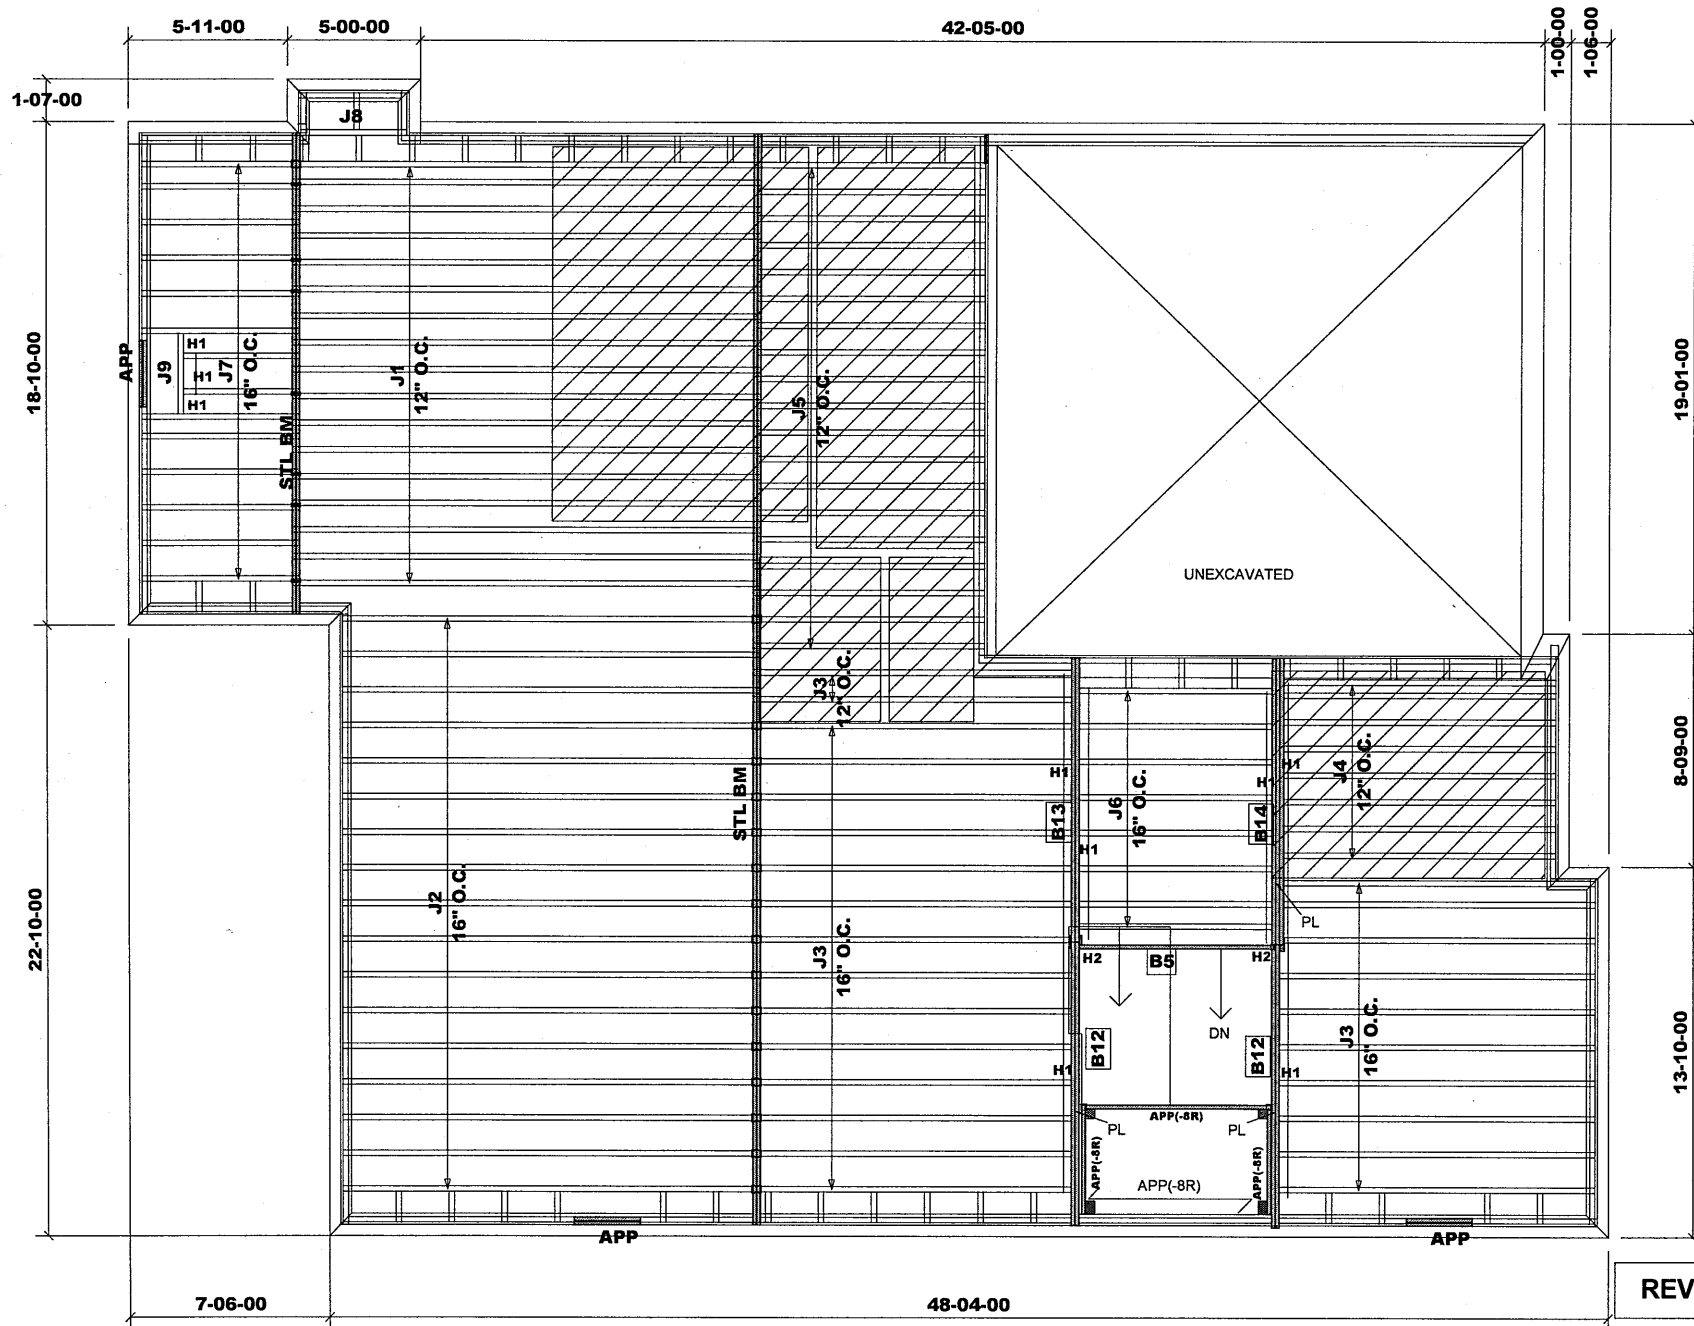 5-11-00
5-00-00
42-05-00
1-00-00
1-06-00
1-07-00
J8
18-10-00
19-01-00
APP
J9
H1
H1
H1
J7
16" O.C.
STL BM
J1
12" O.C.
J5
12" O.C.
UNEXCAVATED
J3
12" O.C.
8-09-00
STL BM
H1
B13
H1
J6
16" O.C.
H1
B14
H1
J4
12" O.C.
PL
22-10-00
J2
16" O.C.
J3
16" O.C.
H2
B5
H2
DN
B12
B12
H1
H1
J3
16" O.C.
13-10-00
APP(-8R)
PL
PL
APP(-8R)
APP(-8R)
APP(-8R)
APP
APP
REV
7-06-00
48-04-00